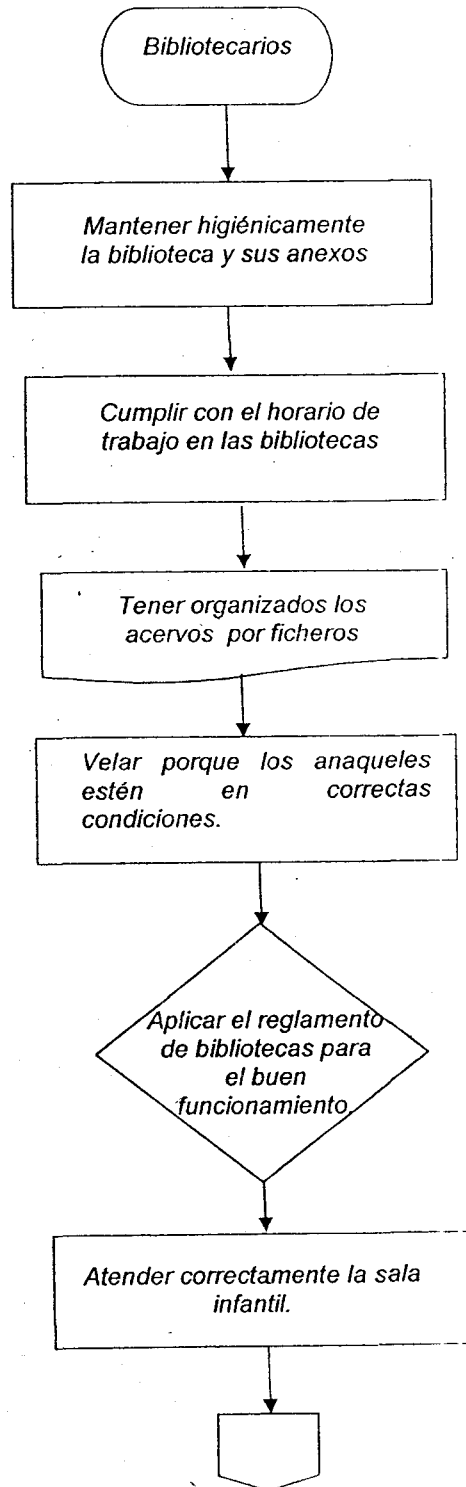 Bibliotecarios
Mantener higiénicamente
la biblioteca y sus anexos
Cumplir con el horario de
trabajo en las bibliotecas
Tener organizados los
acervos por ficheros
Velar porque los anaqueles
estén en correctas
condiciones.
Aplicar el reglamento
de bibliotecas para
el buen
funcionamiento.
Atender correctamente la sala
infantil.